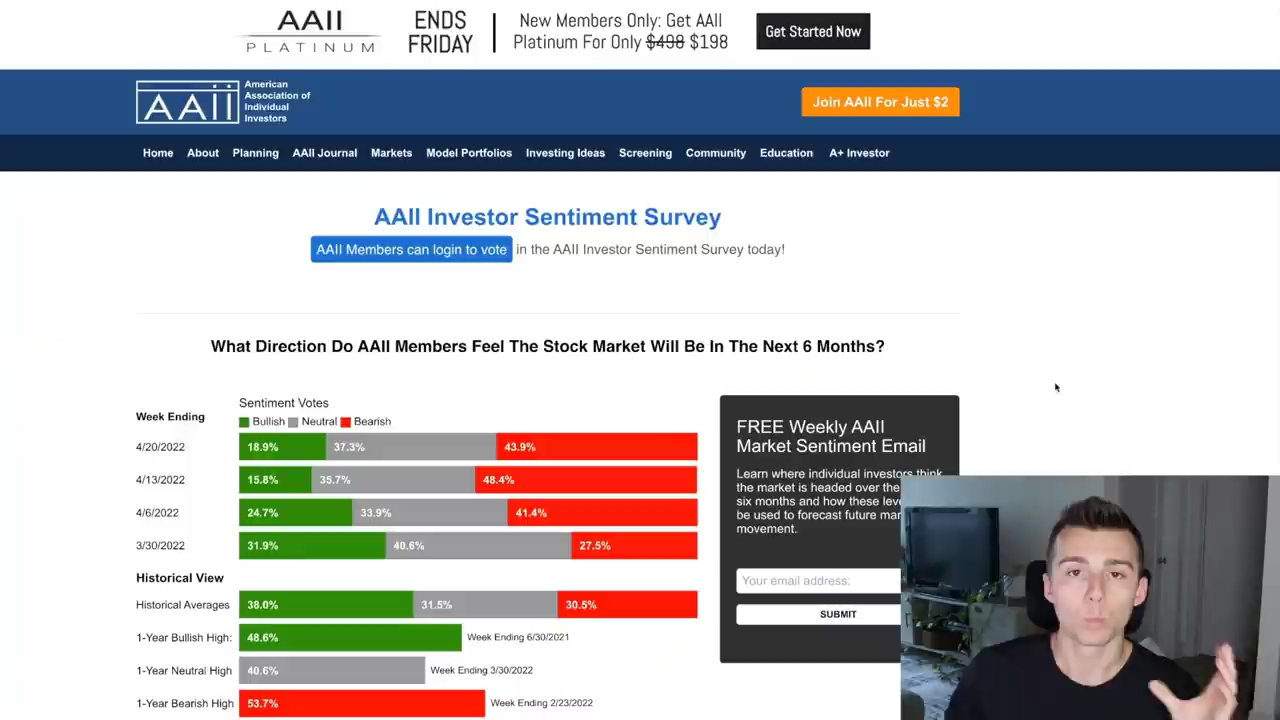 AAII
PLATINUM
ENDS
FRIDAY
New Members Only: Get AAII
Platinum For Only $498 $198
Get Started Now
AAII
American
Association of
Individual
Investors
Join AAII For Just $2
Home About Planning AAII Journal Markets Model Portfolios Investing Ideas Screening Community Education A+ Investor
AAII Investor Sentiment Survey
AAII Members can login to vote in the AAII Investor Sentiment Survey today!
What Direction Do AAII Members Feel The Stock Market Will Be In The Next 6 Months?
Sentiment Votes
Week Ending
Bullish Neutral Bearish
4/20/2022 18.9% 37.3% 43.9%
4/13/2022 15.8% 35.7% 48.4%
4/6/2022 24.7% 33.9% 41.4%
3/30/2022 31.9% 40.6% 27.5%
Historical View
Historical Averages 38.0% 31.5% 30.5%
1-Year Bullish High: 48.6% Week Ending 6/30/2021
1-Year Neutral High 40.6% Week Ending 3/30/2022
1-Year Bearish High 53.7% Week Ending 2/23/2022
FREE Weekly AAII
Market Sentiment Email
Learn where individual investors think
the market is headed over the
six months and how these
be used to forecast future
movement.
Your email address:
SUBMIT